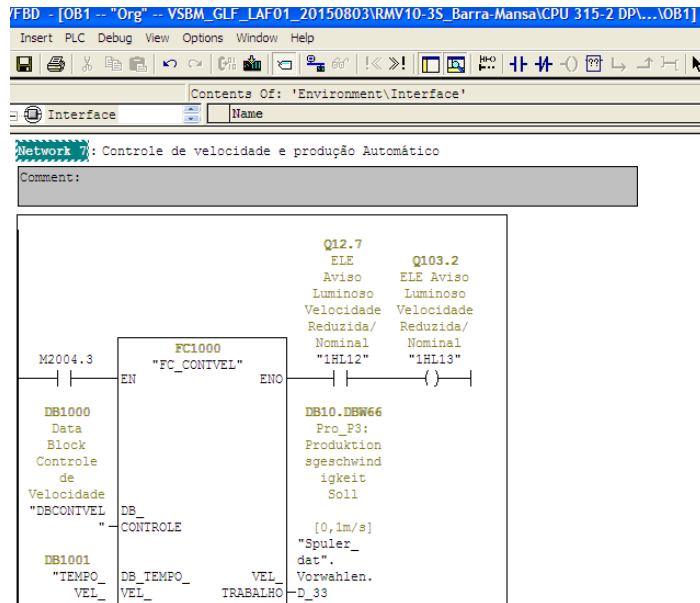 /FBD - [OB1 -- "Org" -- VSBM_GLF_LAF01_20150803\RMV10-3S_Barra-Mansa\CPU 315-2 DP\...\OB1]
Insert PLC Debug View Options Window Help
Contents Of: 'Environment\Interface'
Interface
Name
Network 7: Controle de velocidade e produção Automático
Comment:
Q12.7
ELE
Aviso
Luminoso
Velocidade
Reduzida/
Nominal
"1HL12"
Q103.2
ELE Aviso
Luminoso
Velocidade
Reduzida/
Nominal
"1HL13"
M2004.3
FC1000
"FC_CONTVEL"
EN
ENO
DB1000
Data
Block
Controle
de
Velocidade
"DBCONTVEL
"
DB_
CONTROLE
DB10.DBW66
Pro_P3:
Produktion
sgeschwind
igkeit
Soll
[0,1m/s]
"Spuler_
dat".
Vorwahlen.
D_33
DB1001
"TEMPO_
VEL_
DB_TEMPO_
VEL_
VEL_
TRABALHO